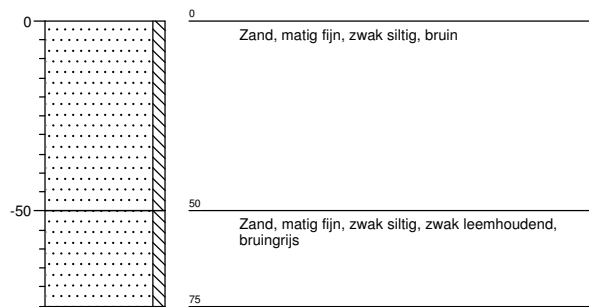 0
0
Zand, matig fijn, zwak siltig, bruin
-50
50
Zand, matig fijn, zwak siltig, zwak leemhoudend,
bruingrijs
75